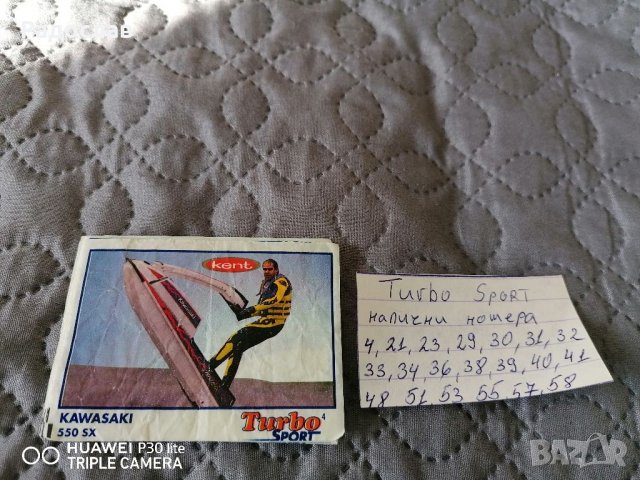 kent
KAWASAKI
550 SX
Turbo 4
SPORT
Turbo Sport
налични номера
4, 21, 23, 29, 30, 31, 32
33, 34, 36, 38, 39, 40, 41
48 51 53 55, 57, 58
HUAWEI P30 lite
TRIPLE CAMERA
BAZAR